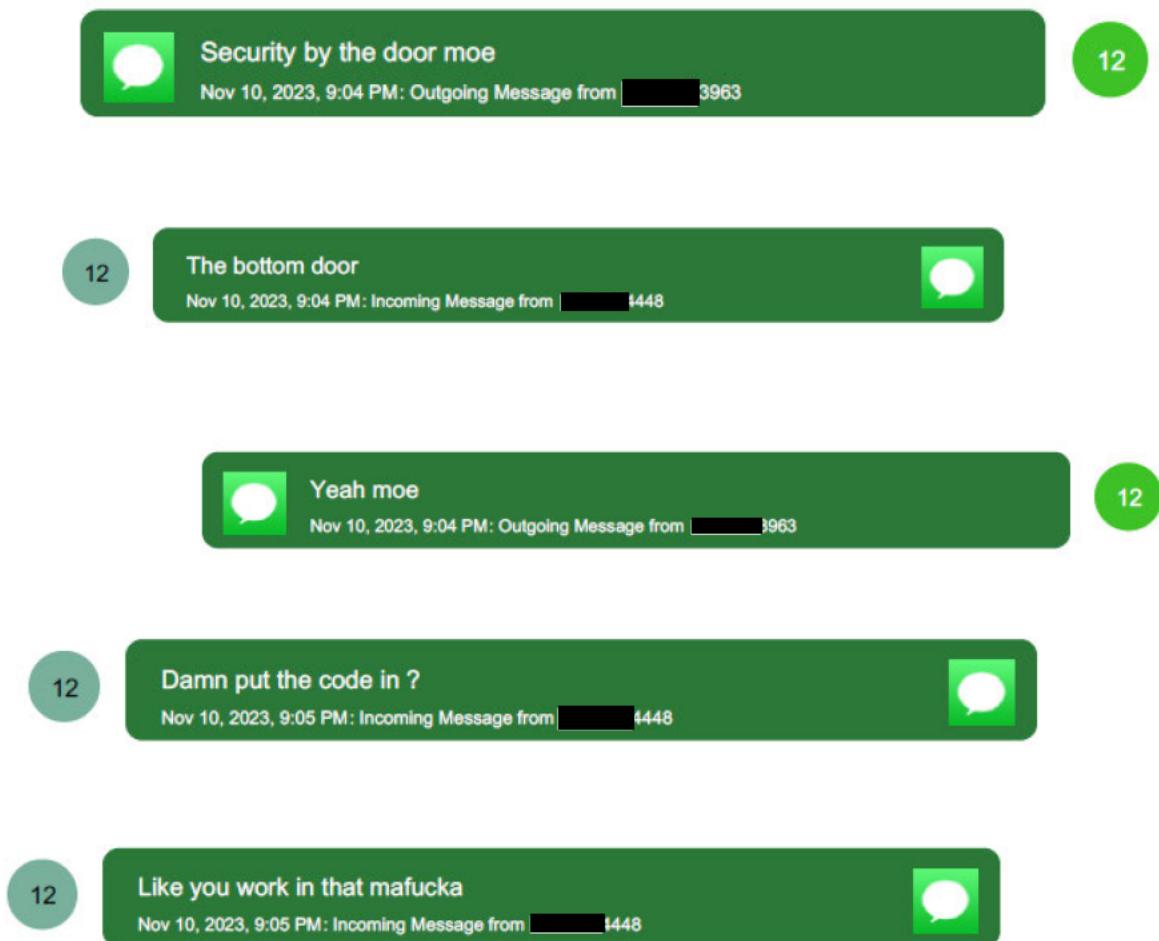 Security by the door moe
Nov 10, 2023, 9:04 PM: Outgoing Message from 3963
12
The bottom door
12
Nov 10, 2023, 9:04 PM: Incoming Message from 4448
Yeah moe
12
Nov 10, 2023, 9:04 PM: Outgoing Message from 3963
Damn put the code in ?
12
Nov 10, 2023, 9:05 PM: Incoming Message from 4448
Like you work in that mafucka
12
Nov 10, 2023, 9:05 PM: Incoming Message from 4448